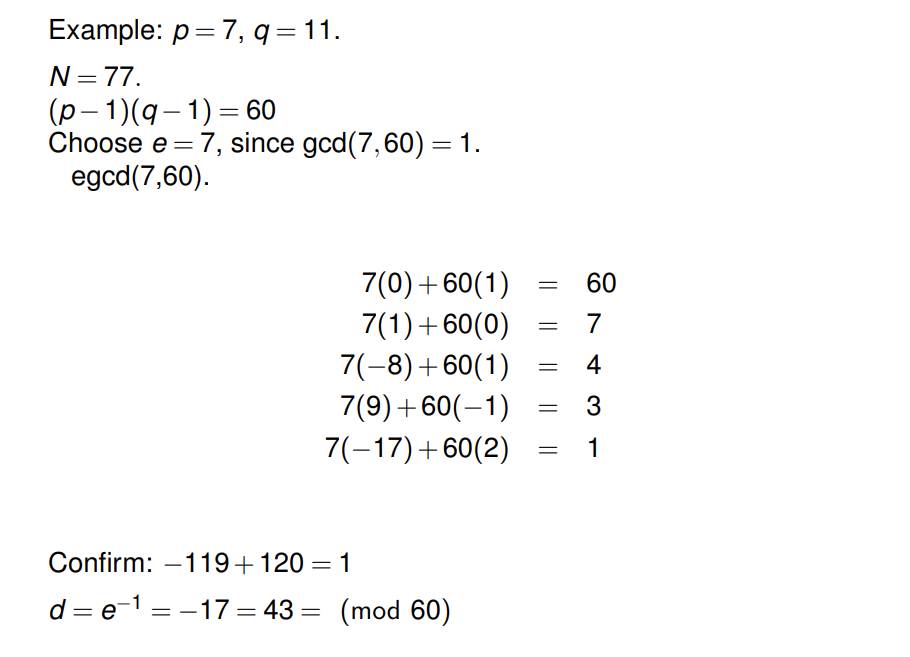 Example: p = 7, q = 11.
N = 77.
(p − 1)(q − 1) = 60
Choose e = 7, since gcd(7,60) = 1.
egcd(7,60).
7(0) + 60(1) = 60
7(1) + 60(0) = 7
7(−8) + 60(1) = 4
7(9) + 60(−1) = 3
7(−17) + 60(2) = 1
Confirm: −119 + 120 = 1
d = e⁻¹ = −17 = 43 = (mod 60)